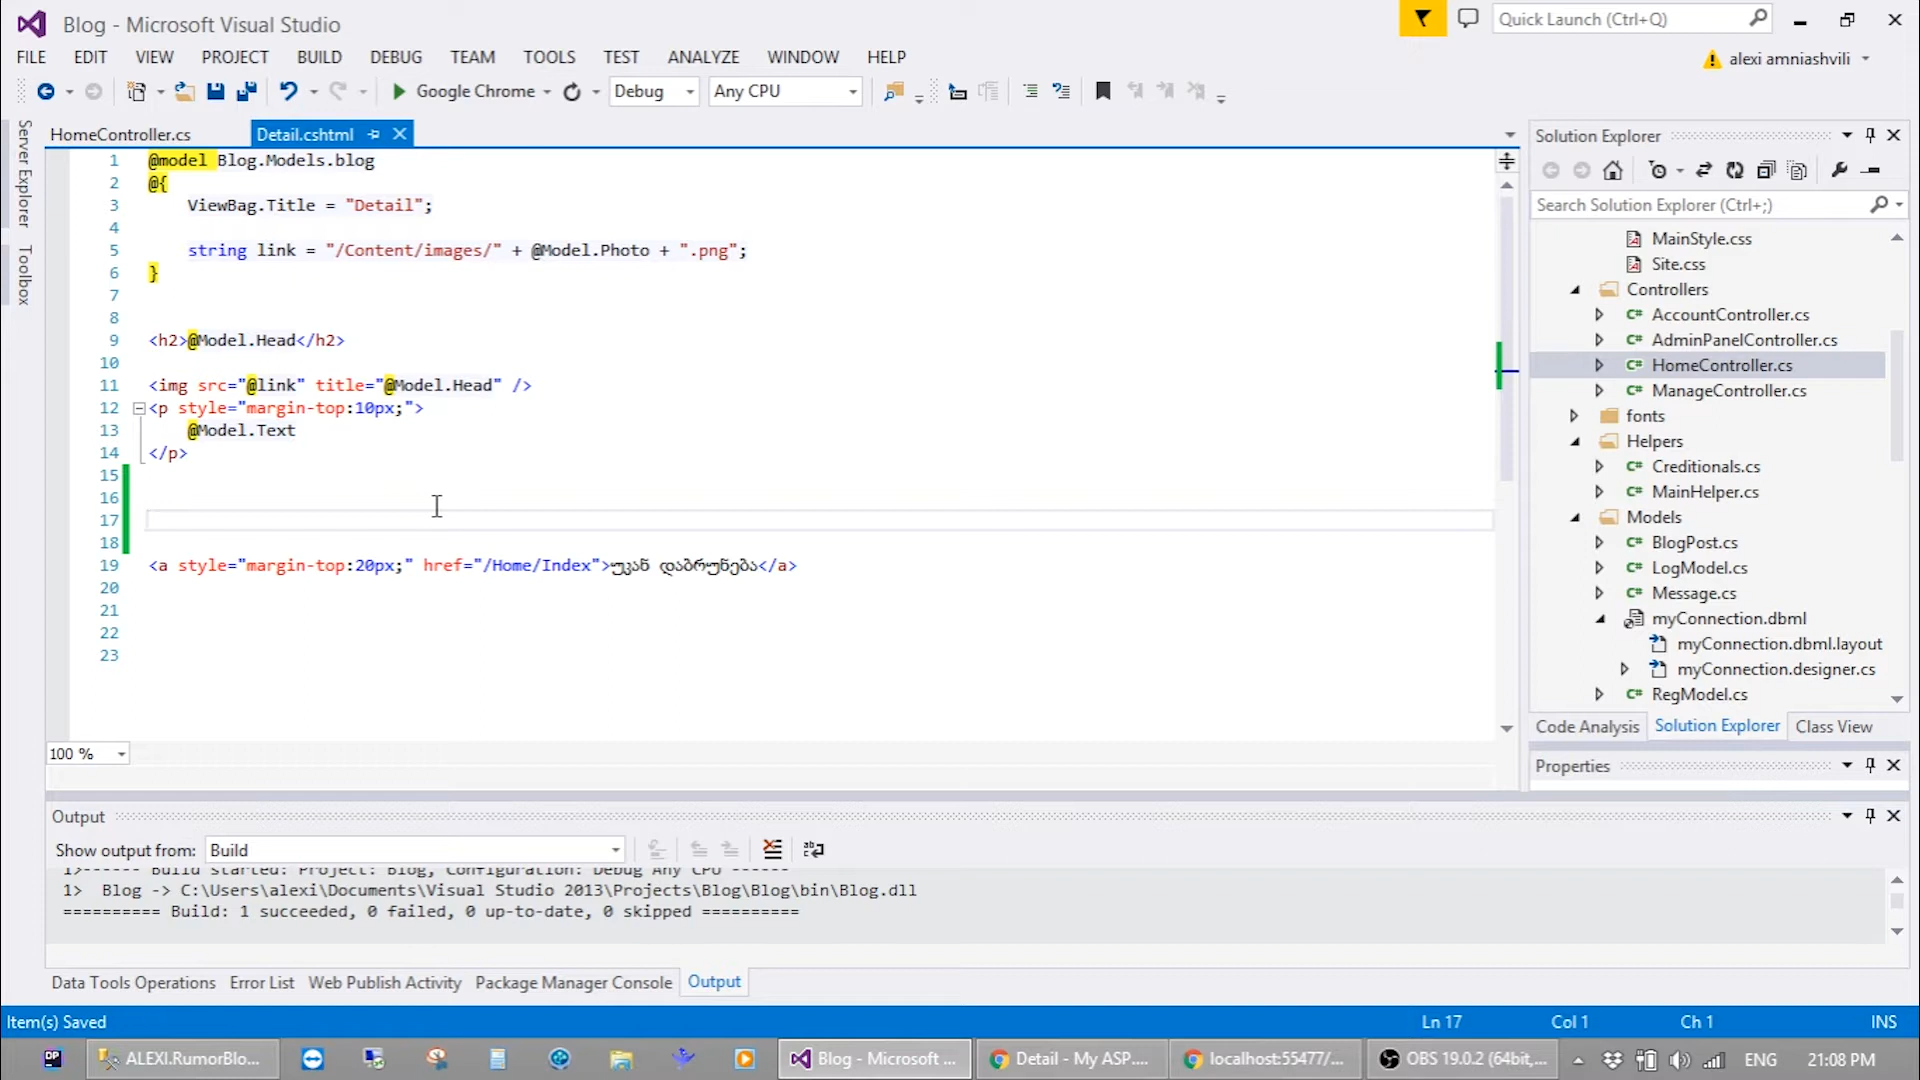 Blog - Microsoft Visual Studio
Quick Launch (Ctrl+Q)
FILE EDIT VIEW PROJECT BUILD DEBUG TEAM TOOLS TEST ANALYZE WINDOW HELP
alexi amniashvili
Google Chrome Debug Any CPU
Server Explorer
Toolbox
HomeController.cs Detail.cshtml
1 @model Blog.Models.blog
2 @{
3 ViewBag.Title = "Detail";
4
5 string link = "/Content/images/" + @Model.Photo + ".png";
6 }
7
8
9 <h2>@Model.Head</h2>
10
11 <img src="@link" title="@Model.Head" />
12 <p style="margin-top:10px;">
13 @Model.Text
14 </p>
15
16
17
18
19 <a style="margin-top:20px;" href="/Home/Index">უკან დაბრუნება</a>
20
21
22
23
100 %
Solution Explorer
Search Solution Explorer (Ctrl+;)
MainStyle.css
Site.css
Controllers
AccountController.cs
AdminPanelController.cs
HomeController.cs
ManageController.cs
fonts
Helpers
Creditionals.cs
MainHelper.cs
Models
BlogPost.cs
LogModel.cs
Message.cs
myConnection.dbml
myConnection.dbml.layout
myConnection.designer.cs
RegModel.cs
Code Analysis Solution Explorer Class View
Properties
Output
Show output from: Build
1>------ Build started: Project: Blog, Configuration: Debug Any CPU ------
1> Blog -> C:\Users\alexi\Documents\Visual Studio 2013\Projects\Blog\Blog\bin\Blog.dll
========== Build: 1 succeeded, 0 failed, 0 up-to-date, 0 skipped ==========
Data Tools Operations Error List Web Publish Activity Package Manager Console Output
Item(s) Saved Ln 17 Col 1 Ch 1 INS
DP ALEXI.RumorBlo... Blog - Microsoft ... Detail - My ASP.... localhost:55477/... OBS 19.0.2 (64bit,... ENG 21:08 PM